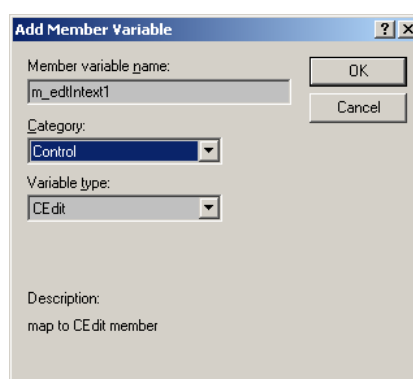 Add Member Variable
Member variable name:
m_edtIntext1
OK
Cancel
Category:
Control
Variable type:
CEdit
Description:
map to CEdit member